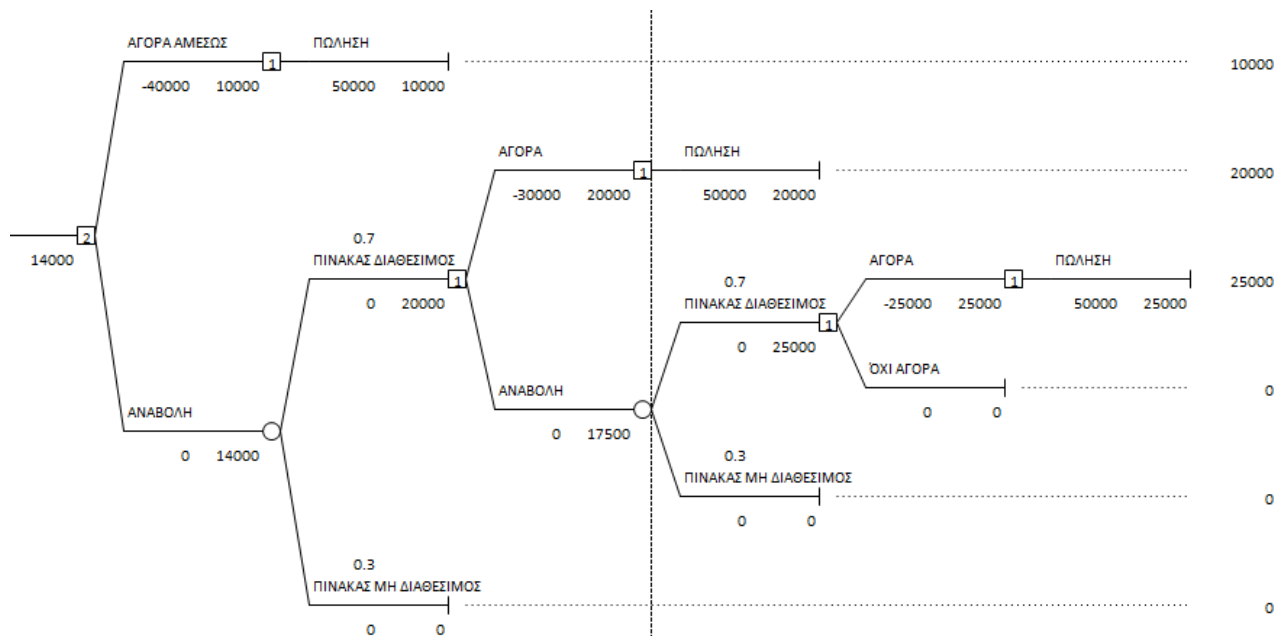 ΑΓΟΡΑ ΑΜΕΣΩΣ ΠΩΛΗΣΗ
1
-40000 10000 50000 10000 10000
ΑΓΟΡΑ ΠΩΛΗΣΗ
1
-30000 20000 50000 20000 20000
2
14000
0.7
ΠΙΝΑΚΑΣ ΔΙΑΘΕΣΙΜΟΣ
1
0 20000
ΑΓΟΡΑ ΠΩΛΗΣΗ
1
-25000 25000 50000 25000 25000
0.7
ΠΙΝΑΚΑΣ ΔΙΑΘΕΣΙΜΟΣ
1
0 25000
ΌΧΙ ΑΓΟΡΑ
0 0 0
ΑΝΑΒΟΛΗ
0 17500
ΑΝΑΒΟΛΗ
0 14000
0.3
ΠΙΝΑΚΑΣ ΜΗ ΔΙΑΘΕΣΙΜΟΣ
0 0 0
0.3
ΠΙΝΑΚΑΣ ΜΗ ΔΙΑΘΕΣΙΜΟΣ
0 0 0